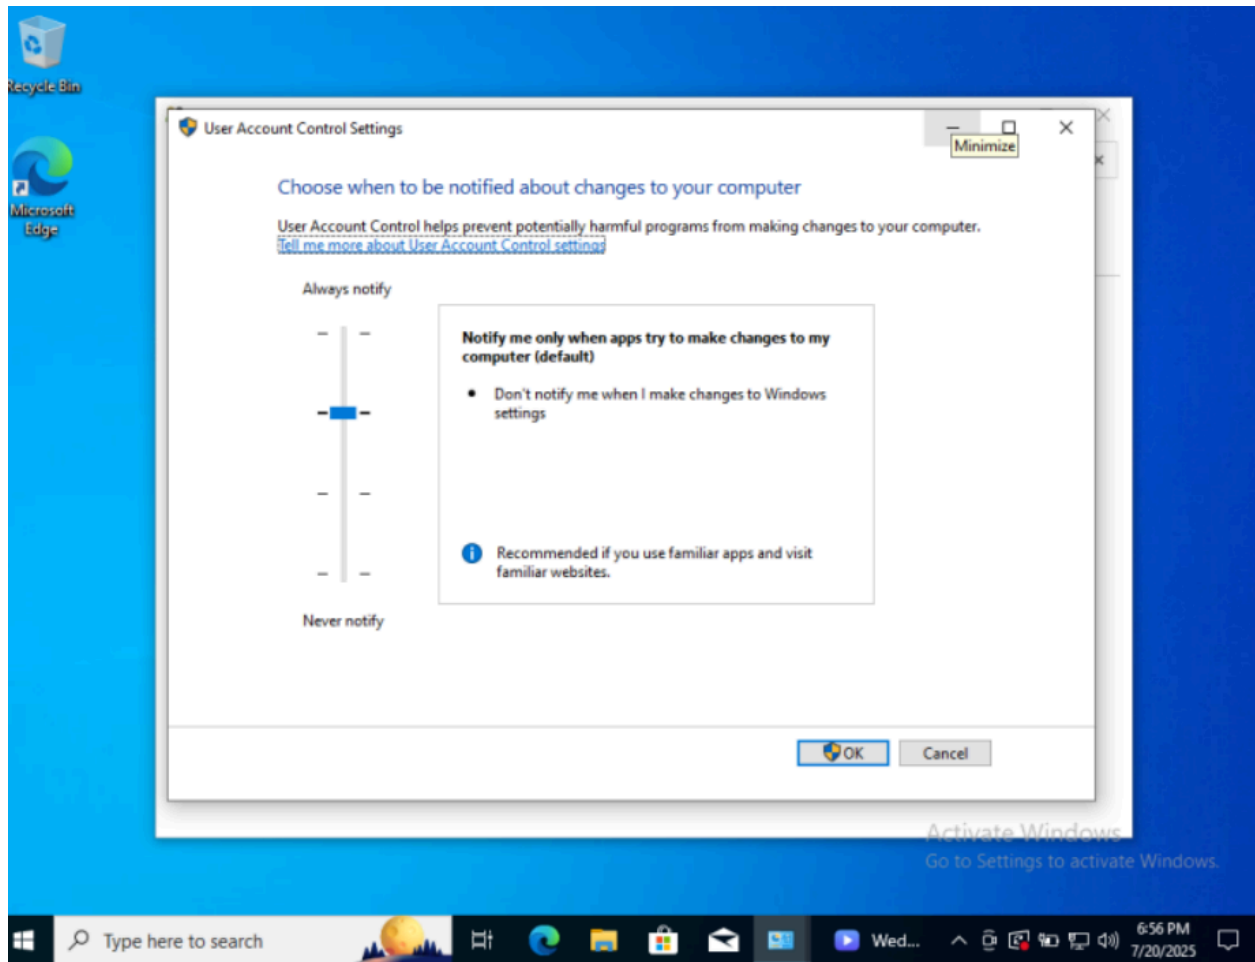 Recycle Bin
Microsoft
Edge
User Account Control Settings
Minimize
Choose when to be notified about changes to your computer
User Account Control helps prevent potentially harmful programs from making changes to your computer.
Tell me more about User Account Control settings
Always notify
Notify me only when apps try to make changes to my
computer (default)
• Don't notify me when I make changes to Windows
settings
Recommended if you use familiar apps and visit
familiar websites.
Never notify
OK
Cancel
Activate Windows
Go to Settings to activate Windows.
Type here to search
Wed...
6:56 PM
7/20/2025